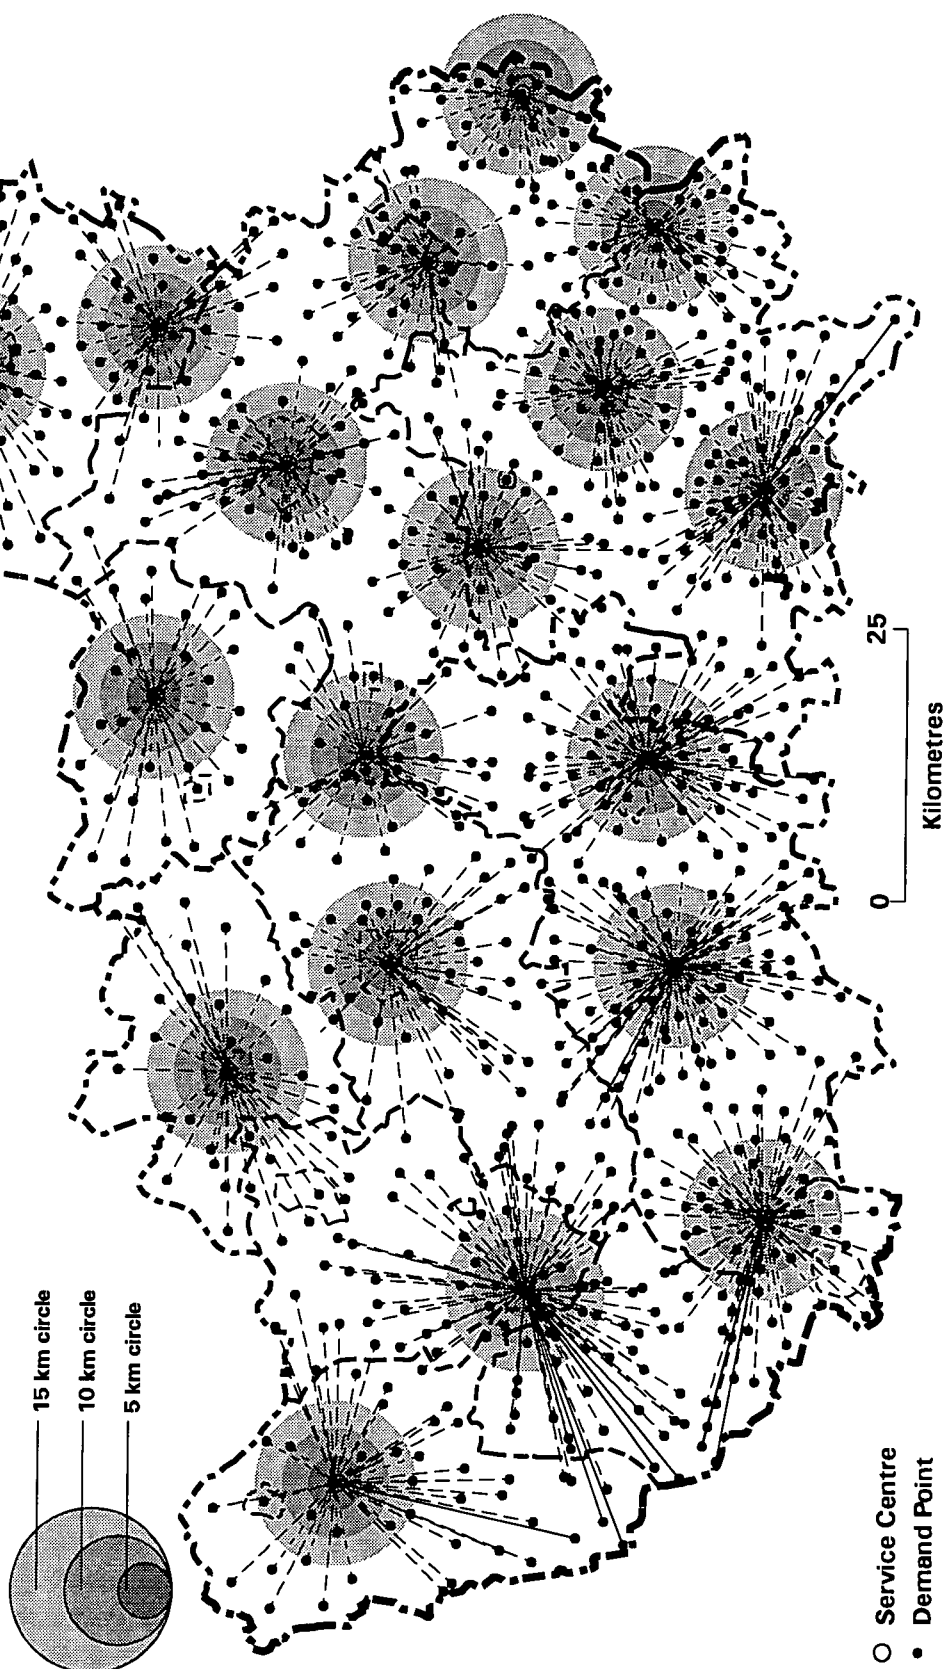 15 km circle
10 km circle
5 km circle
Service Centre
Demand Point
0
25
Kilometres